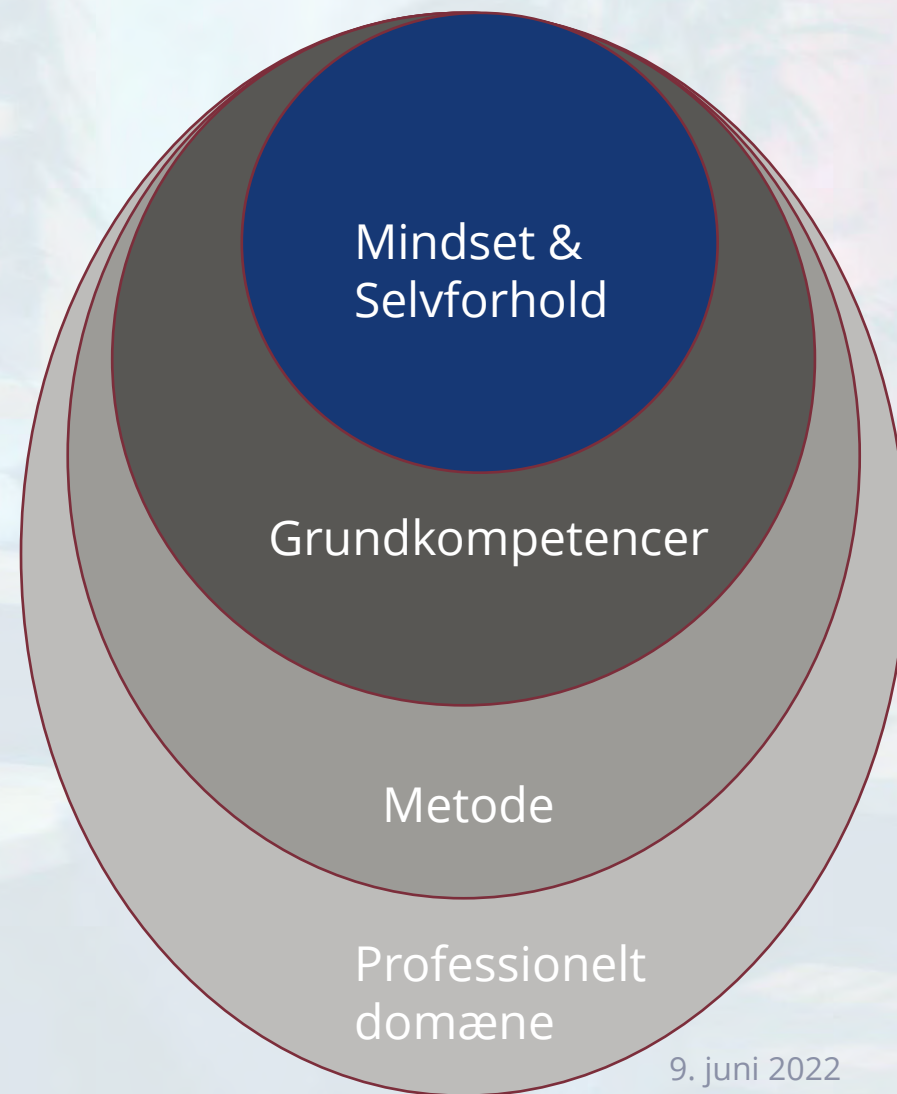 Mindset &
Selvforhold
Grundkompetencer
Metode
Professionelt
domæne
9. juni 2022